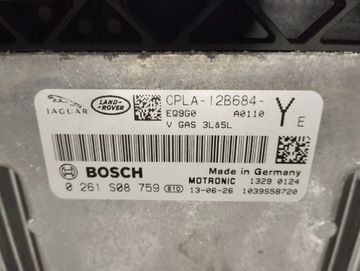 JAGUAR
LAND-
ROVER
CPLA-12B684-
EQ9G0 A0110
V GAS 3L&5L
Y E
BOSCH
Made in Germany
MOTRONIC 1329 0124
0 261 S08 759 B10 13-06-26 1039S58720